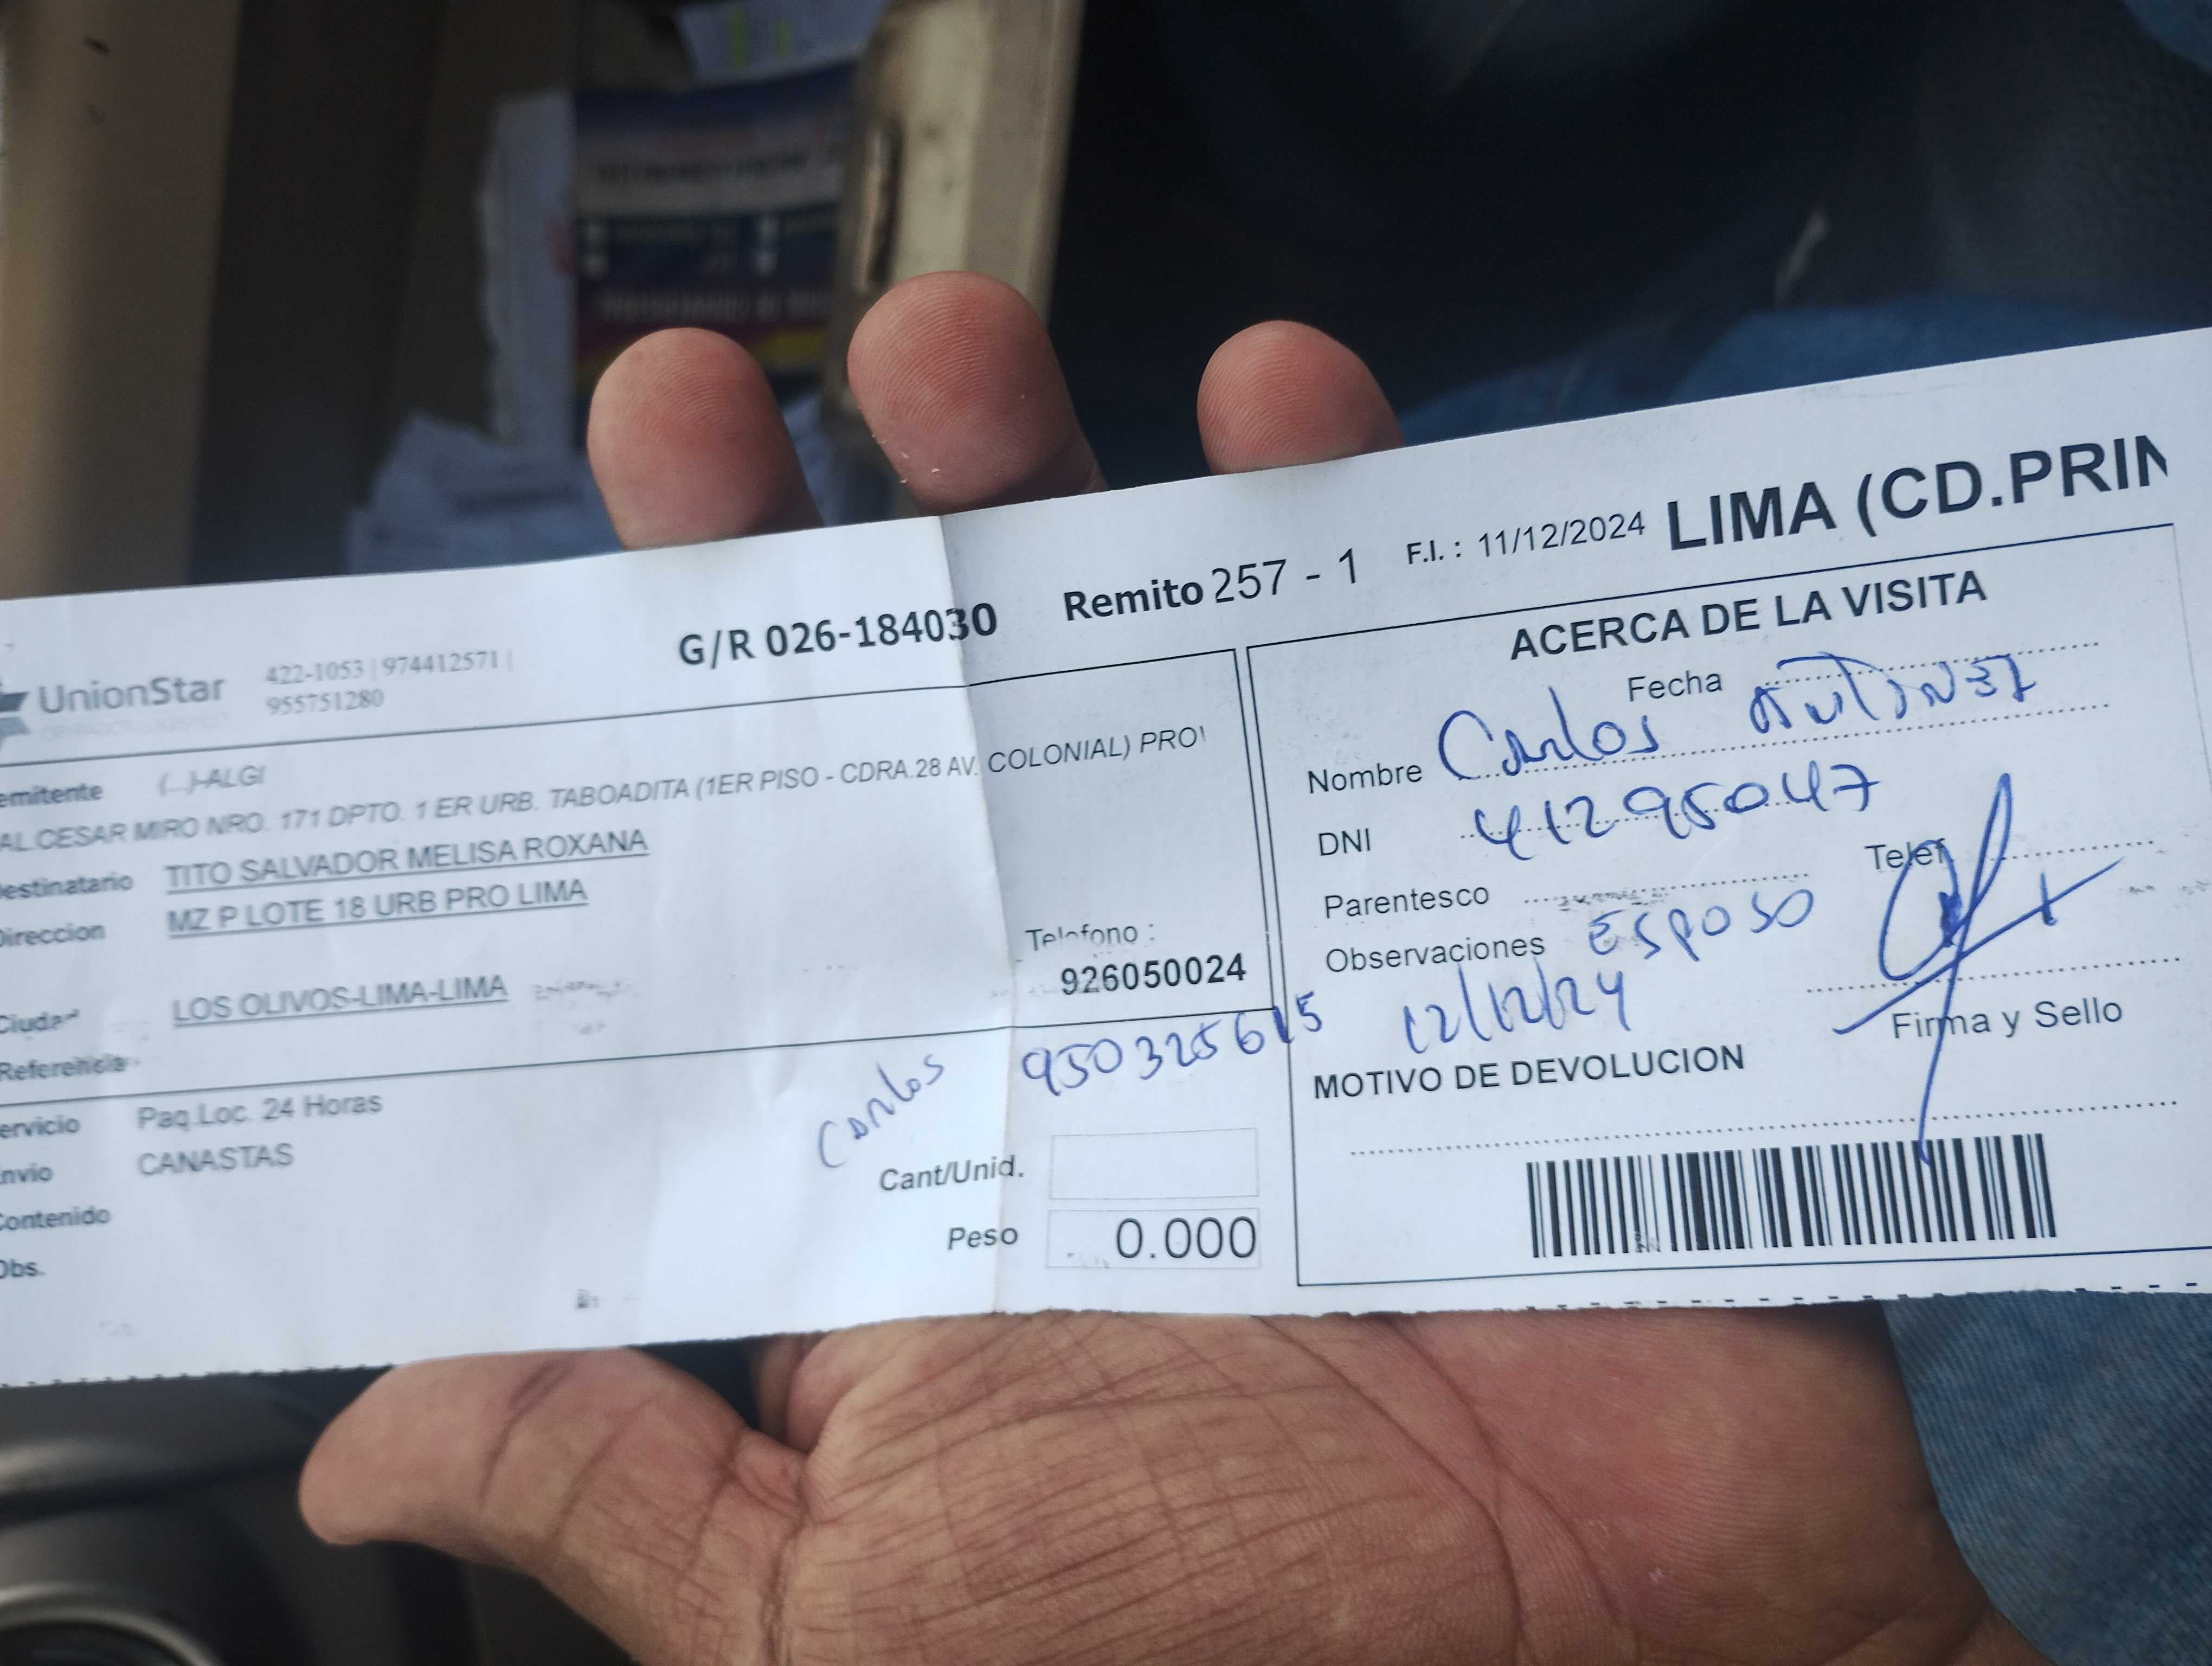 G/R 026-184030 Remito 257 - 1 F.I. : 11/12/2024 LIMA (CD.PRIN
UnionStar 422-1053 | 974412571 |
955751280
emitente (...)-ALGI
AL.CESAR MIRO NRO. 171 DPTO. 1 ER URB. TABOADITA (1ER PISO - CDRA.28 AV. COLONIAL) PRO
estinatario TITO SALVADOR MELISA ROXANA
Direccion MZ P LOTE 18 URB PRO LIMA
Telefono :
926050024
Ciudad LOS OLIVOS-LIMA-LIMA
Referencia
Carlos 950325615
ervicio Paq.Loc. 24 Horas
nvio CANASTAS
Contenido
Obs.
Cant/Unid.
Peso 0.000
ACERCA DE LA VISITA
Fecha
Nombre Carlos
DNI 41295047
Telef
Parentesco
Observaciones Esposo
12/12/24
Firma y Sello
MOTIVO DE DEVOLUCION